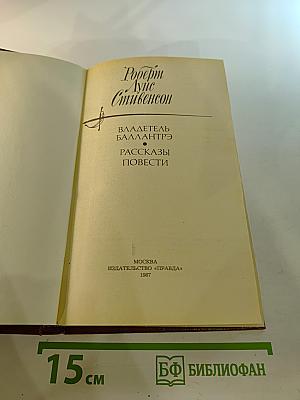 Роберт
Луис
Стивенсон
ВЛАДЕТЕЛЬ
БАЛЛАНТРЭ
•
РАССКАЗЫ
ПОВЕСТИ
МОСКВА
ИЗДАТЕЛЬСТВО «ПРАВДА»
1987
15 см
БФ БИБЛИОФАН